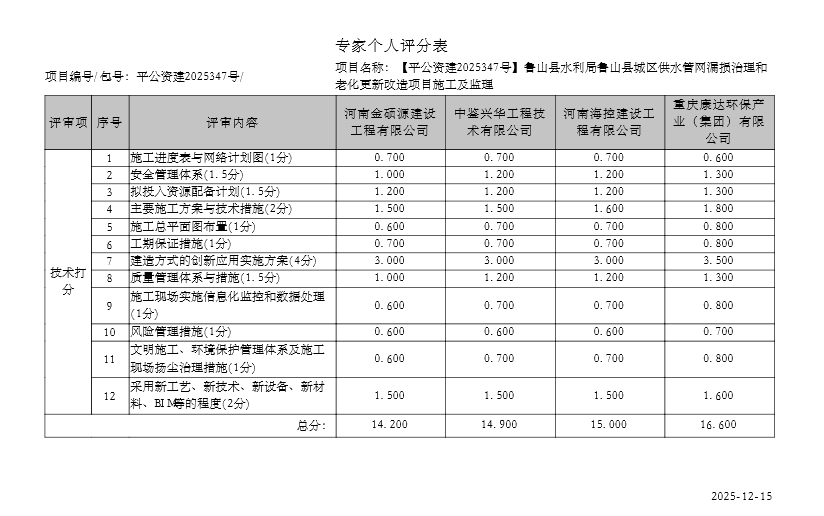 专家个人评分表
项目编号/包号: 平公资建2025347号/
项目名称: 【平公资建2025347号】鲁山县水利局鲁山县城区供水管网漏损治理和
老化更新改造项目施工及监理
评审项 序号 评审内容 河南金硕源建设工程有限公司 中鉴兴华工程技术有限公司 河南海控建设工程有限公司 重庆康达环保产业（集团）有限公司
技术打分
1 施工进度表与网络计划图(1分) 0.700 0.700 0.700 0.600
2 安全管理体系(1.5分) 1.000 1.200 1.200 1.300
3 拟投入资源配备计划(1.5分) 1.200 1.200 1.200 1.300
4 主要施工方案与技术措施(2分) 1.500 1.500 1.600 1.800
5 施工总平面图布置(1分) 0.600 0.700 0.700 0.800
6 工期保证措施(1分) 0.700 0.700 0.700 0.800
7 建造方式的创新应用实施方案(4分) 3.000 3.000 3.000 3.500
8 质量管理体系与措施(1.5分) 1.000 1.200 1.200 1.300
9 施工现场实施信息化监控和数据处理(1分) 0.600 0.700 0.700 0.800
10 风险管理措施(1分) 0.600 0.600 0.600 0.700
11 文明施工、环境保护管理体系及施工现场扬尘治理措施(1分) 0.600 0.700 0.700 0.800
12 采用新工艺、新技术、新设备、新材料、BIM等的程度(2分) 1.500 1.500 1.500 1.600
总分: 14.200 14.900 15.000 16.600
2025-12-15